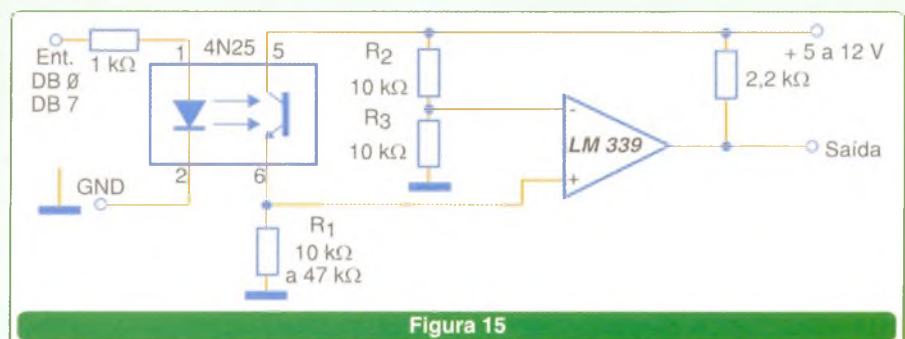 Ent.
DB Ø
DB 7
1 kΩ
1
4N25
5
2
6
GND
R1
10 kΩ
a 47 kΩ
R2
10 kΩ
R3
10 kΩ
-
+
LM 339
+ 5 a 12 V
2,2 kΩ
Saída
Figura 15